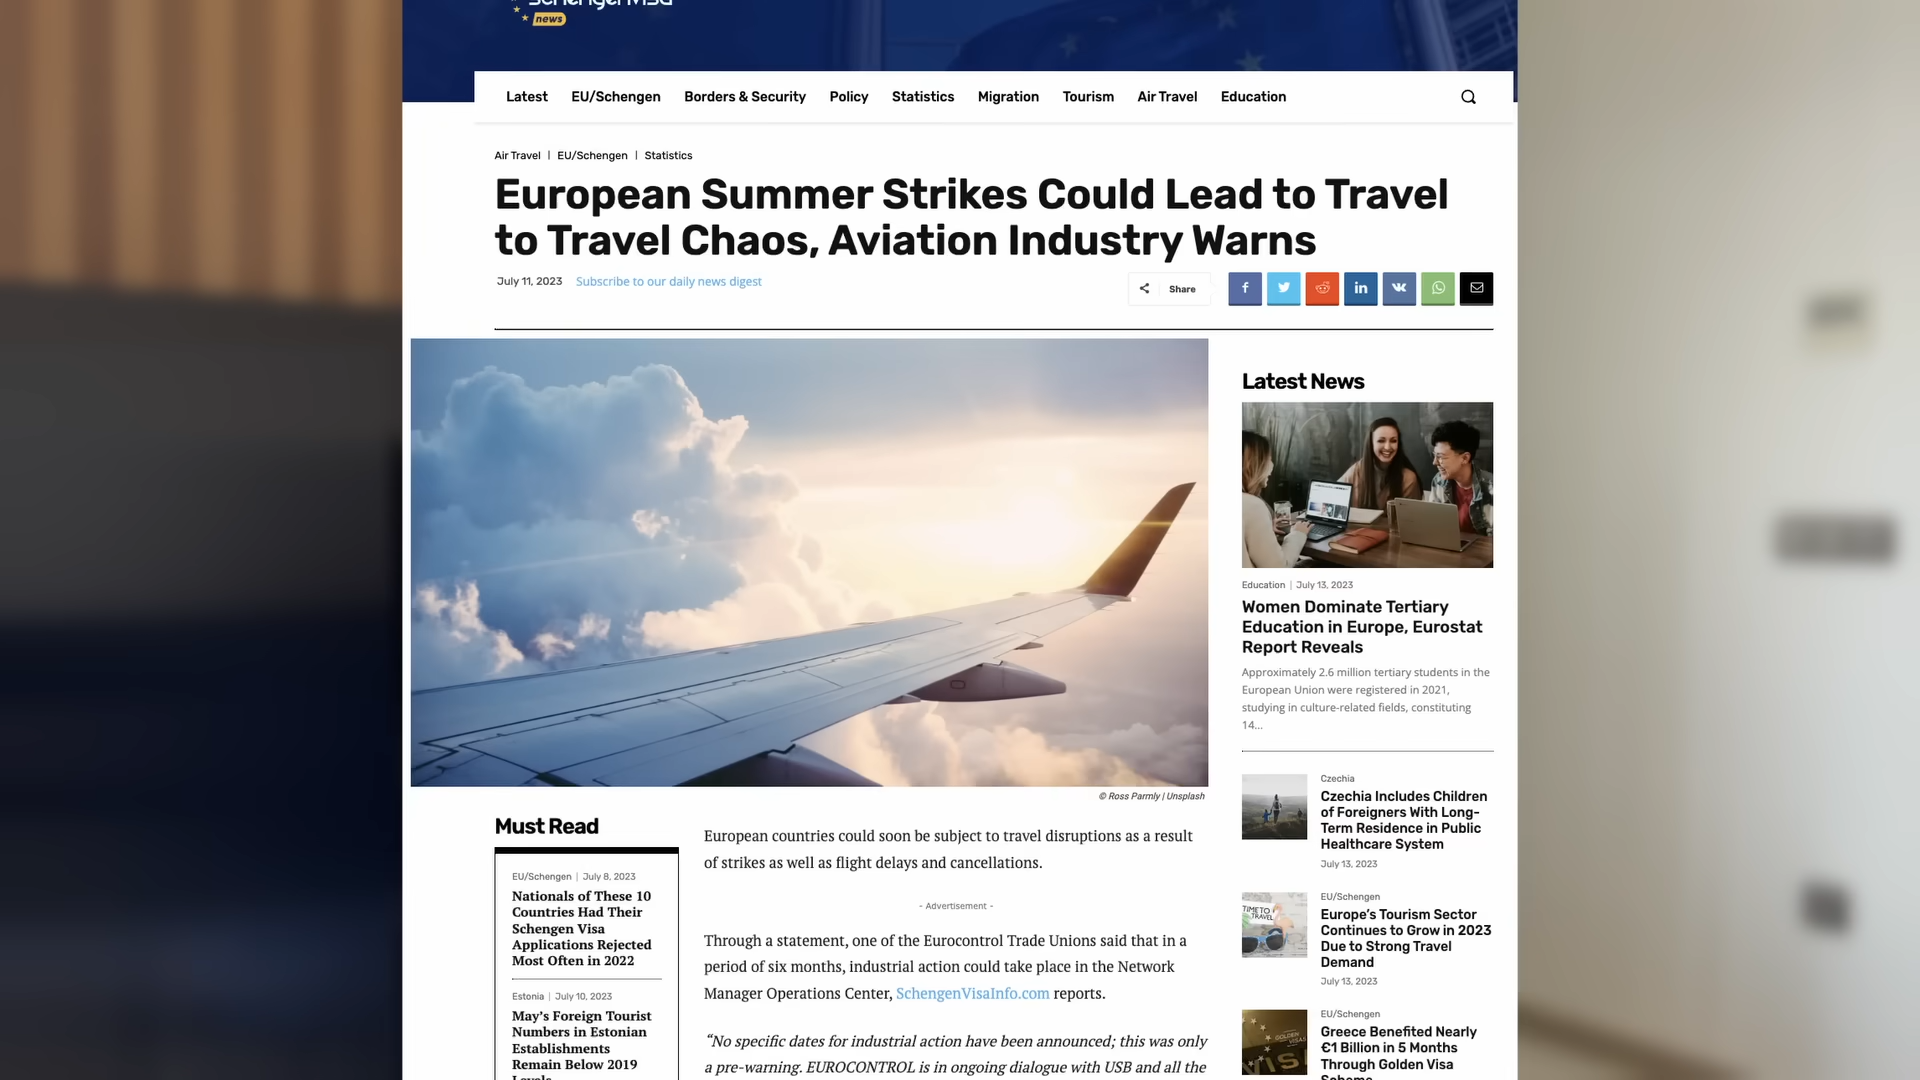 news
Latest
EU/Schengen
Borders & Security
Policy
Statistics
Migration
Tourism
Air Travel
Education
Air Travel | EU/Schengen | Statistics
European Summer Strikes Could Lead to Travel
to Travel Chaos, Aviation Industry Warns
July 11, 2023
Subscribe to our daily news digest
Share
© Ross Parmly | Unsplash
Must Read
EU/Schengen | July 8, 2023
Nationals of These 10
Countries Had Their
Schengen Visa
Applications Rejected
Most Often in 2022
Estonia | July 10, 2023
May's Foreign Tourist
Numbers in Estonian
Establishments
Remain Below 2019
European countries could soon be subject to travel disruptions as a result
of strikes as well as flight delays and cancellations.
- Advertisement -
Through a statement, one of the Eurocontrol Trade Unions said that in a
period of six months, industrial action could take place in the Network
Manager Operations Center, SchengenVisaInfo.com reports.
“No specific dates for industrial action have been announced; this was only
a pre-warning. EUROCONTROL is in ongoing dialogue with USB and all the
Latest News
Education | July 13, 2023
Women Dominate Tertiary
Education in Europe, Eurostat
Report Reveals
Approximately 2.6 million tertiary students in the
European Union were registered in 2021,
studying in culture-related fields, constituting
14...
Czechia
Czechia Includes Children
of Foreigners With Long-
Term Residence in Public
Healthcare System
July 13, 2023
TIME TO
TRAVEL
EU/Schengen
Europe's Tourism Sector
Continues to Grow in 2023
Due to Strong Travel
Demand
July 13, 2023
EU/Schengen
Greece Benefited Nearly
€1 Billion in 5 Months
Through Golden Visa